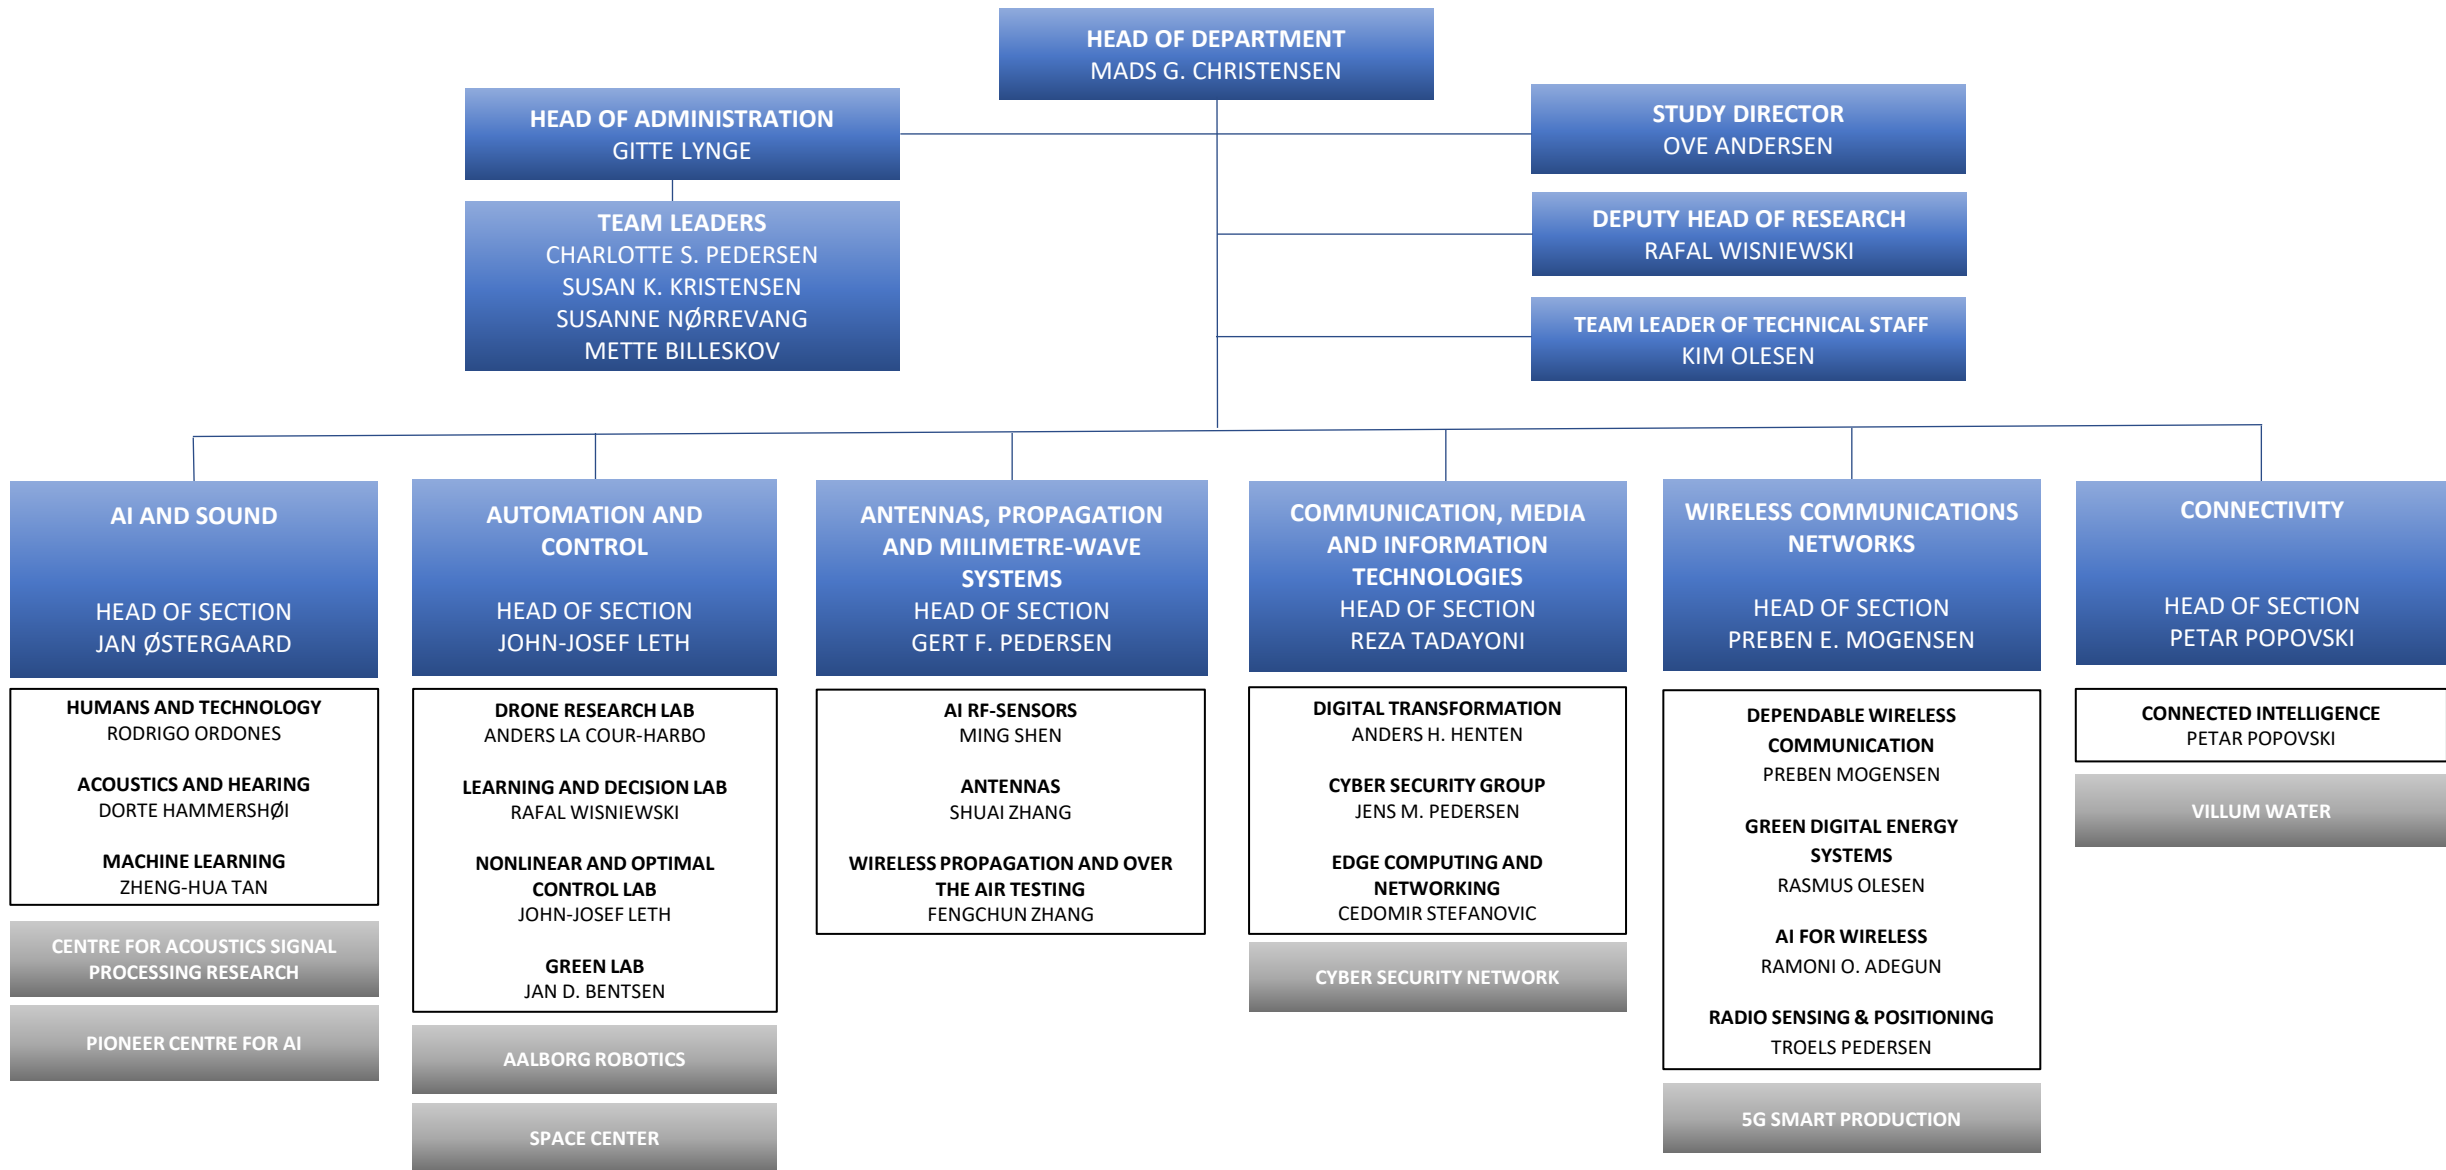 HEAD OF DEPARTMENT
MADS G. CHRISTENSEN
HEAD OF ADMINISTRATION
GITTE LYNGE
STUDY DIRECTOR
OVE ANDERSEN
TEAM LEADERS
CHARLOTTE S. PEDERSEN
SUSAN K. KRISTENSEN
SUSANNE NØRREVANG
METTE BILLESKOV
DEPUTY HEAD OF RESEARCH
RAFAL WISNIEWSKI
TEAM LEADER OF TECHNICAL STAFF
KIM OLESEN
AI AND SOUND
HEAD OF SECTION
JAN ØSTERGAARD
HUMANS AND TECHNOLOGY
RODRIGO ORDONES
ACOUSTICS AND HEARING
DORTE HAMMERSHØI
MACHINE LEARNING
ZHENG-HUA TAN
CENTRE FOR ACOUSTICS SIGNAL
PROCESSING RESEARCH
PIONEER CENTRE FOR AI
AUTOMATION AND
CONTROL
HEAD OF SECTION
JOHN-JOSEF LETH
DRONE RESEARCH LAB
ANDERS LA COUR-HARBO
LEARNING AND DECISION LAB
RAFAL WISNIEWSKI
NONLINEAR AND OPTIMAL
CONTROL LAB
JOHN-JOSEF LETH
GREEN LAB
JAN D. BENTSEN
AALBORG ROBOTICS
SPACE CENTER
ANTENNAS, PROPAGATION
AND MILIMETRE-WAVE
SYSTEMS
HEAD OF SECTION
GERT F. PEDERSEN
AI RF-SENSORS
MING SHEN
ANTENNAS
SHUAI ZHANG
WIRELESS PROPAGATION AND OVER
THE AIR TESTING
FENGCHUN ZHANG
COMMUNICATION, MEDIA
AND INFORMATION
TECHNOLOGIES
HEAD OF SECTION
REZA TADAYONI
DIGITAL TRANSFORMATION
ANDERS H. HENTEN
CYBER SECURITY GROUP
JENS M. PEDERSEN
EDGE COMPUTING AND
NETWORKING
CEDOMIR STEFANOVIC
CYBER SECURITY NETWORK
WIRELESS COMMUNICATIONS
NETWORKS
HEAD OF SECTION
PREBEN E. MOGENSEN
DEPENDABLE WIRELESS
COMMUNICATION
PREBEN MOGENSEN
GREEN DIGITAL ENERGY
SYSTEMS
RASMUS OLESEN
AI FOR WIRELESS
RAMONI O. ADEGUN
RADIO SENSING & POSITIONING
TROELS PEDERSEN
5G SMART PRODUCTION
CONNECTIVITY
HEAD OF SECTION
PETAR POPOVSKI
CONNECTED INTELLIGENCE
PETAR POPOVSKI
VILLUM WATER